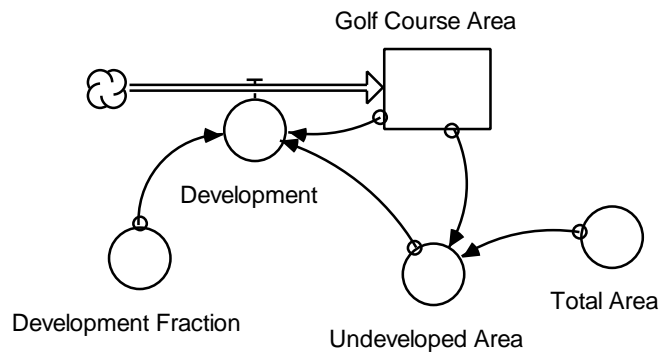 Golf Course Area
Development
Total Area
Development Fraction
Undeveloped Area